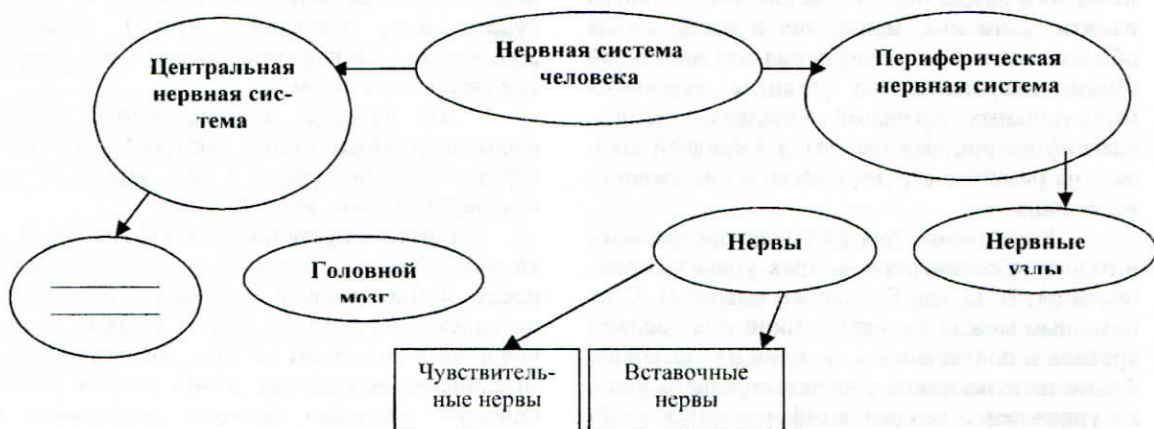 Нервная система
человека
Центральная
нервная сис-
тема
Периферическая
нервная система
Головной
мозг
Нервы
Нервные
узлы
Чувствитель-
ные нервы
Вставочные
нервы